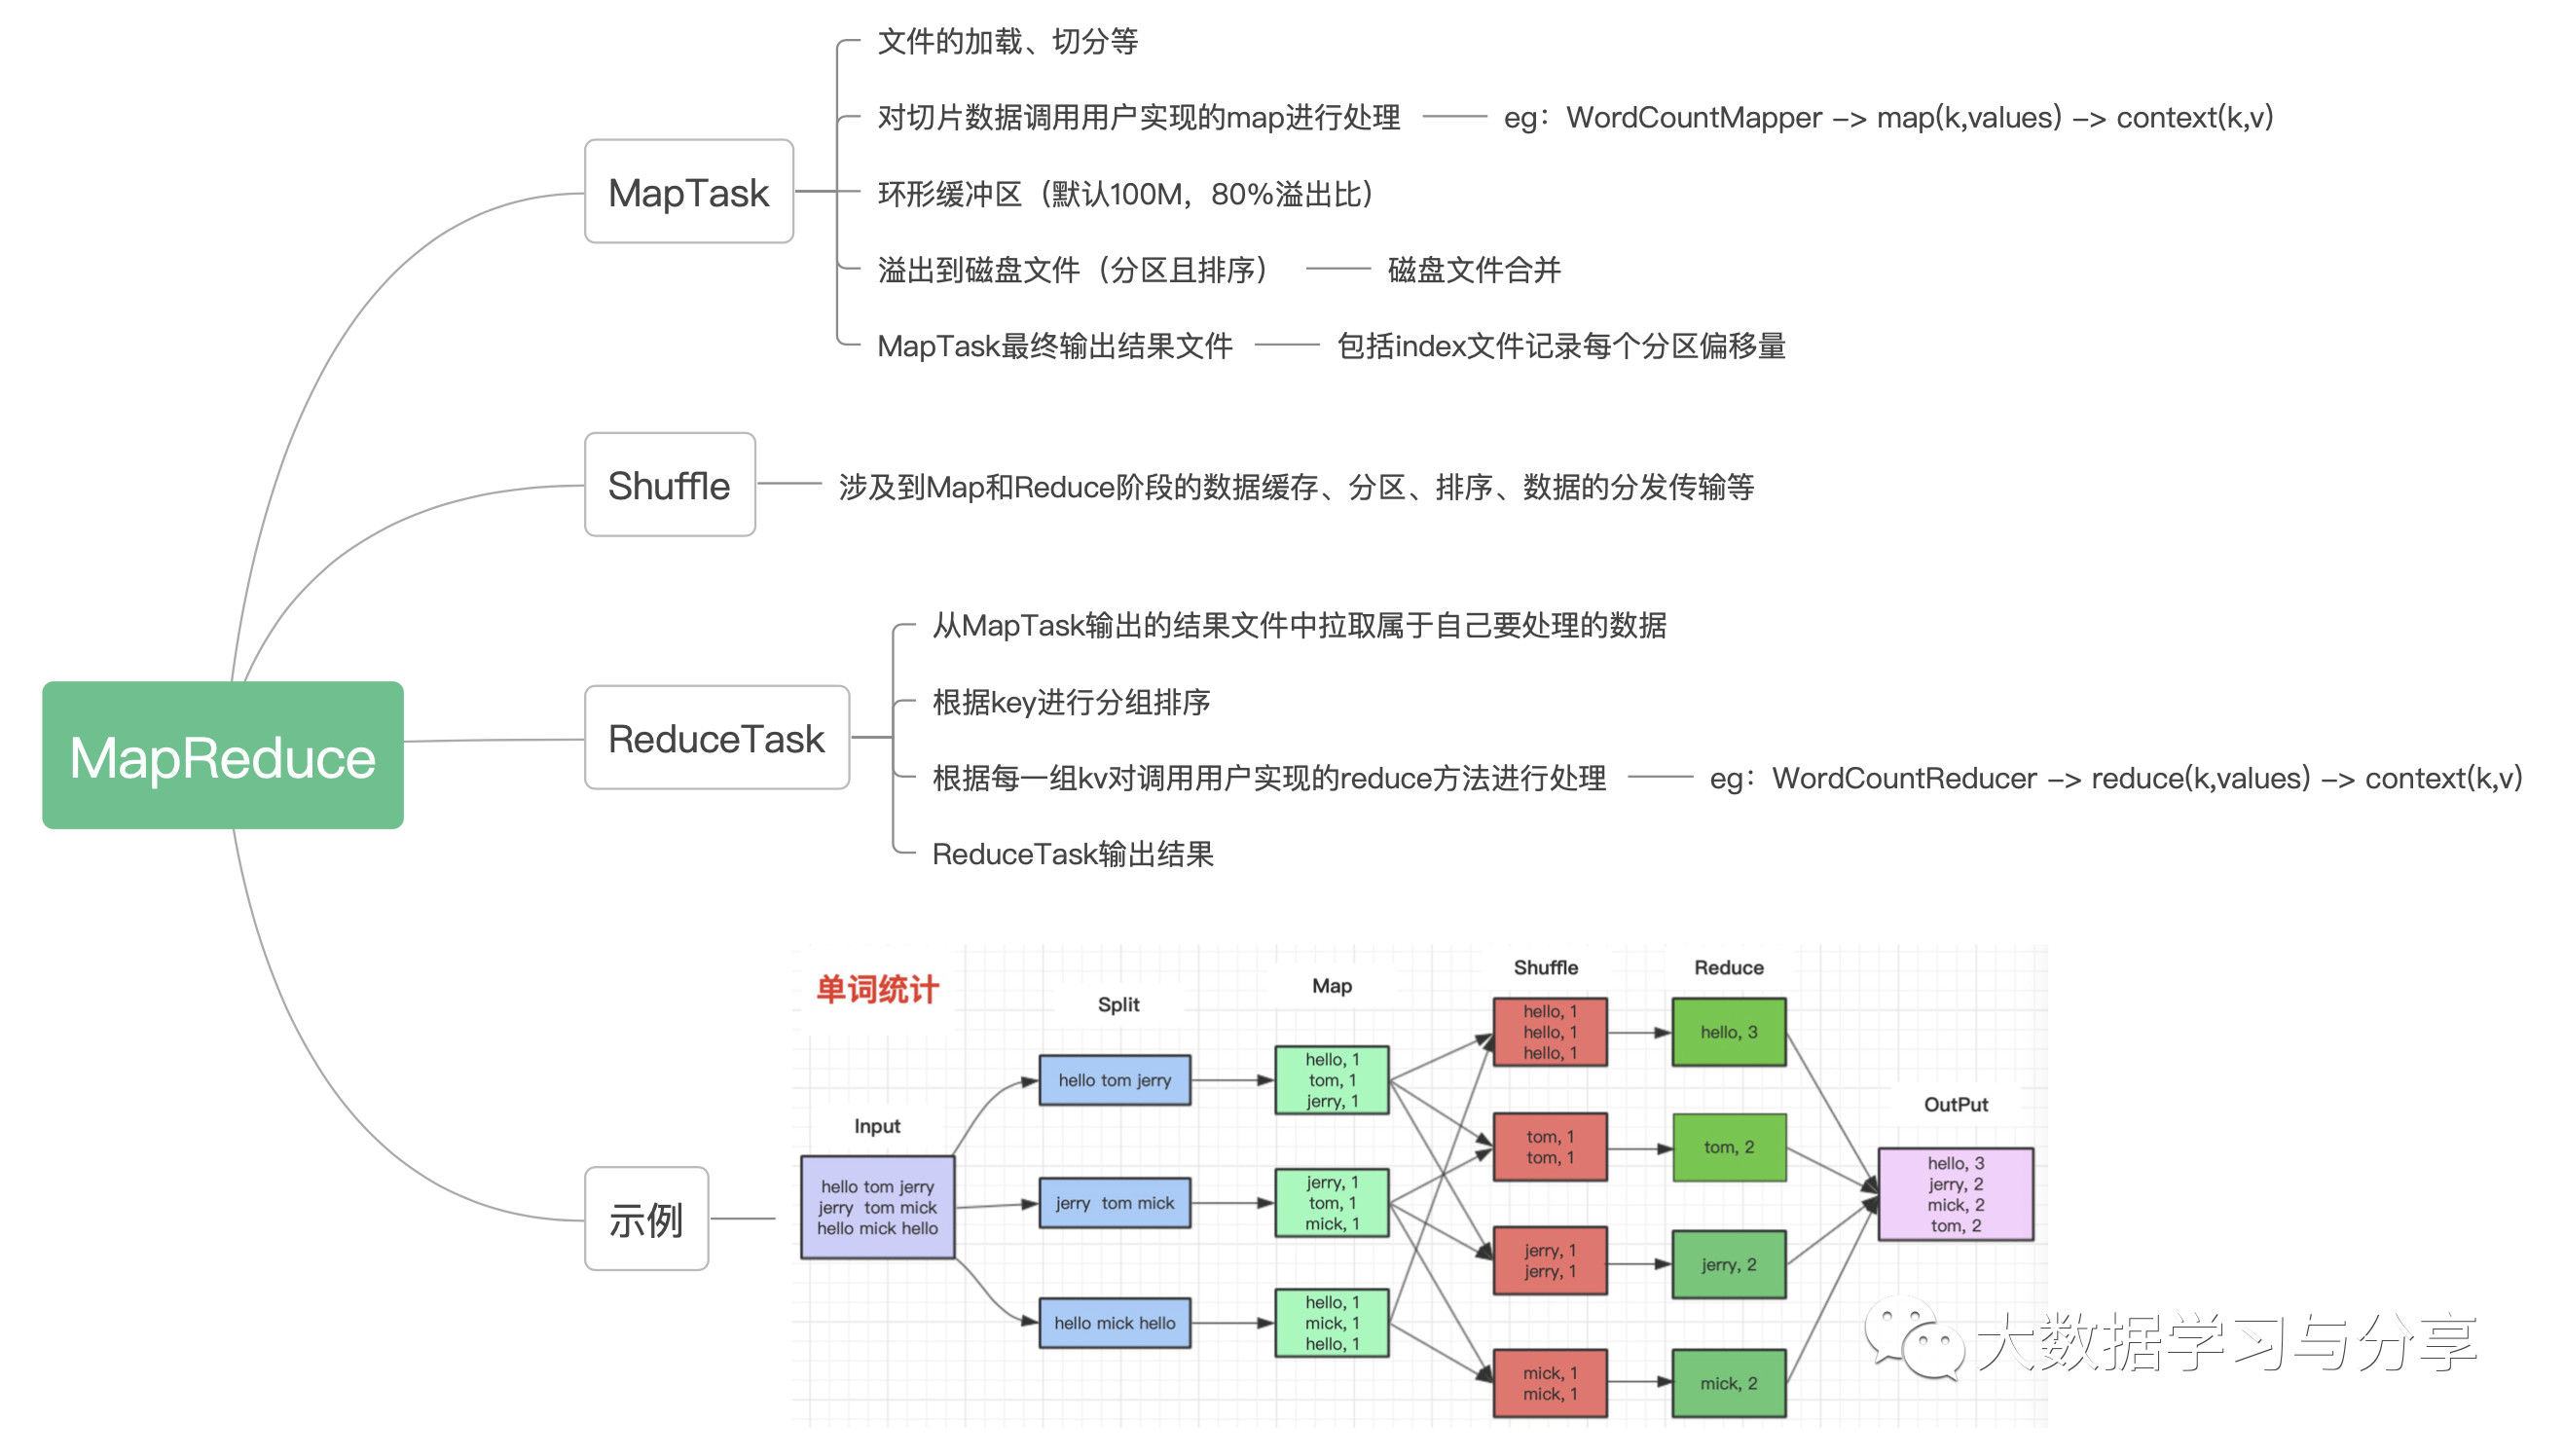 文件的加载、切分等
对切片数据调用用户实现的map进行处理
eg：WordCountMapper –> map(k,values) –> context(k,v)
MapTask
环形缓冲区（默认100M，80%溢出比）
溢出到磁盘文件（分区且排序）
磁盘文件合并
MapTask最终输出结果文件
包括index文件记录每个分区偏移量
Shuffle
涉及到Map和Reduce阶段的数据缓存、分区、排序、数据的分发传输等
MapReduce
ReduceTask
从MapTask输出的结果文件中拉取属于自己要处理的数据
根据key进行分组排序
根据每一组kv对调用用户实现的reduce方法进行处理
eg：WordCountReducer –> reduce(k,values) –> context(k,v)
ReduceTask输出结果
示例
单词统计
Input
hello tom jerry
jerry  tom mick
hello mick hello
Split
hello tom jerry
jerry  tom mick
hello mick hello
Map
hello, 1
tom, 1
jerry, 1
jerry, 1
tom, 1
mick, 1
hello, 1
mick, 1
hello, 1
Shuffle
hello, 1
hello, 1
hello, 1
tom, 1
tom, 1
jerry, 1
jerry, 1
mick, 1
mick, 1
Reduce
hello, 3
tom, 2
jerry, 2
mick, 2
OutPut
hello, 3
jerry, 2
mick, 2
tom, 2
大数据学习与分享